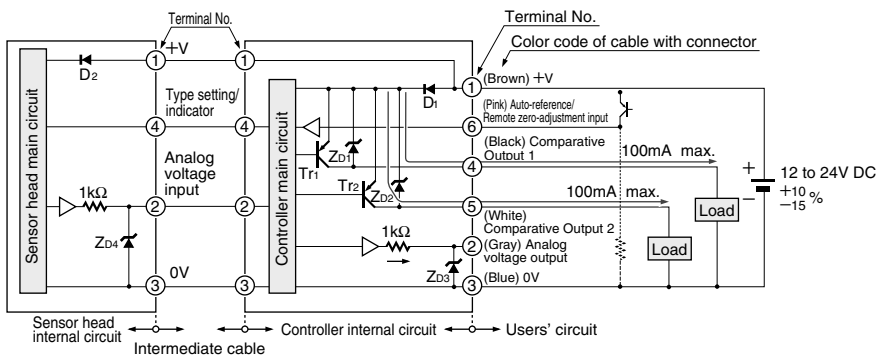 Terminal No.
Terminal No.
Color code of cable with connector
Sensor head main circuit
1
+V
D2
4
Type setting/
indicator
Analog
voltage
input
1kΩ
2
ZD4
3
0V
1
4
2
3
Controller main circuit
D1
Tr1
ZD1
Tr2
ZD2
1kΩ
ZD3
1
(Brown) +V
6
(Pink) Auto-reference/
Remote zero-adjustment input
4
(Black) Comparative
Output 1
100mA max.
5
100mA max.
(White)
Comparative Output 2
2
(Gray) Analog
voltage output
3
(Blue) 0V
Load
Load
+
−
12 to 24V DC
+10
−15 %
Sensor head
internal circuit
Intermediate cable
Controller internal circuit
Users' circuit